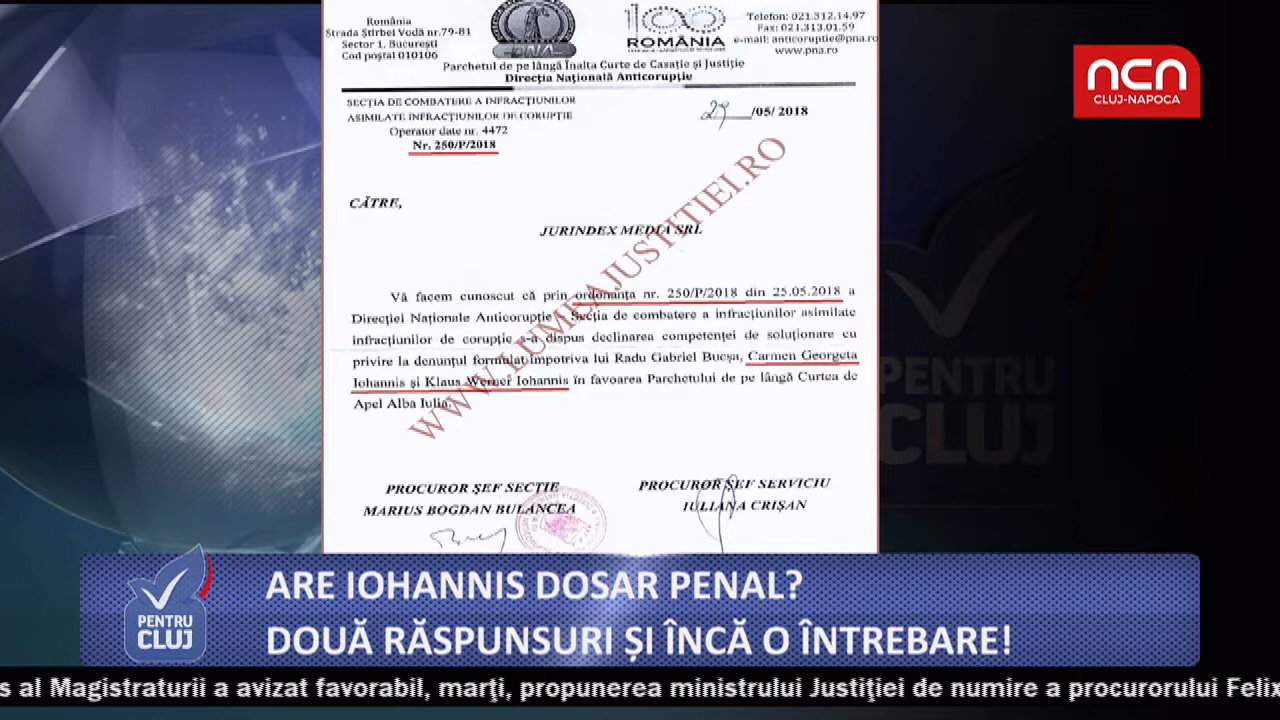 România
Strada Știrbei Vodă nr.79-81
Sector 1, București
Cod poștal 010106
PNA
100
ROMÂNIA
Telefon: 021.312.14.97
Fax: 021.313.01.59
e-mail: anticoruptie@pna.ro
www.pna.ro
Parchetul de pe lângă Înalta Curte de Casație și Justiție
Direcția Națională Anticorupție
ncn
CLUJ-NAPOCA
SECȚIA DE COMBATERE A INFRACȚIUNILOR
ASIMILATE INFRACȚIUNILOR DE CORUPȚIE
Operator date nr. 4472
Nr. 250/P/2018
29/05/ 2018
CĂTRE,
JURINDEX MEDIA SRL
Vă facem cunoscut că prin ordonanța nr. 250/P/2018 din 25.05.2018 a
Direcției Naționale Anticorupție – Secția de combatere a infracțiunilor asimilate
infracțiunilor de corupție s-a dispus declinarea competenței de soluționare cu
privire la denunțul formulat împotriva lui Radu Gabriel Bucșa, Carmen Georgeta
Iohannis și Klaus Werner Iohannis în favoarea Parchetului de pe lângă Curtea de
Apel Alba Iulia.
WWW.LUMEAJUSTITIEI.RO
PROCUROR ȘEF SECȚIE
MARIUS BOGDAN BULANCEA
PROCUROR ȘEF SERVICIU
IULIANA CRIȘAN
PENTRU
CLUJ
PENTRU
CLUJ
ARE IOHANNIS DOSAR PENAL?
DOUĂ RĂSPUNSURI ȘI ÎNCĂ O ÎNTREBARE!
s al Magistraturii a avizat favorabil, marţi, propunerea ministrului Justiţiei de numire a procurorului Felix